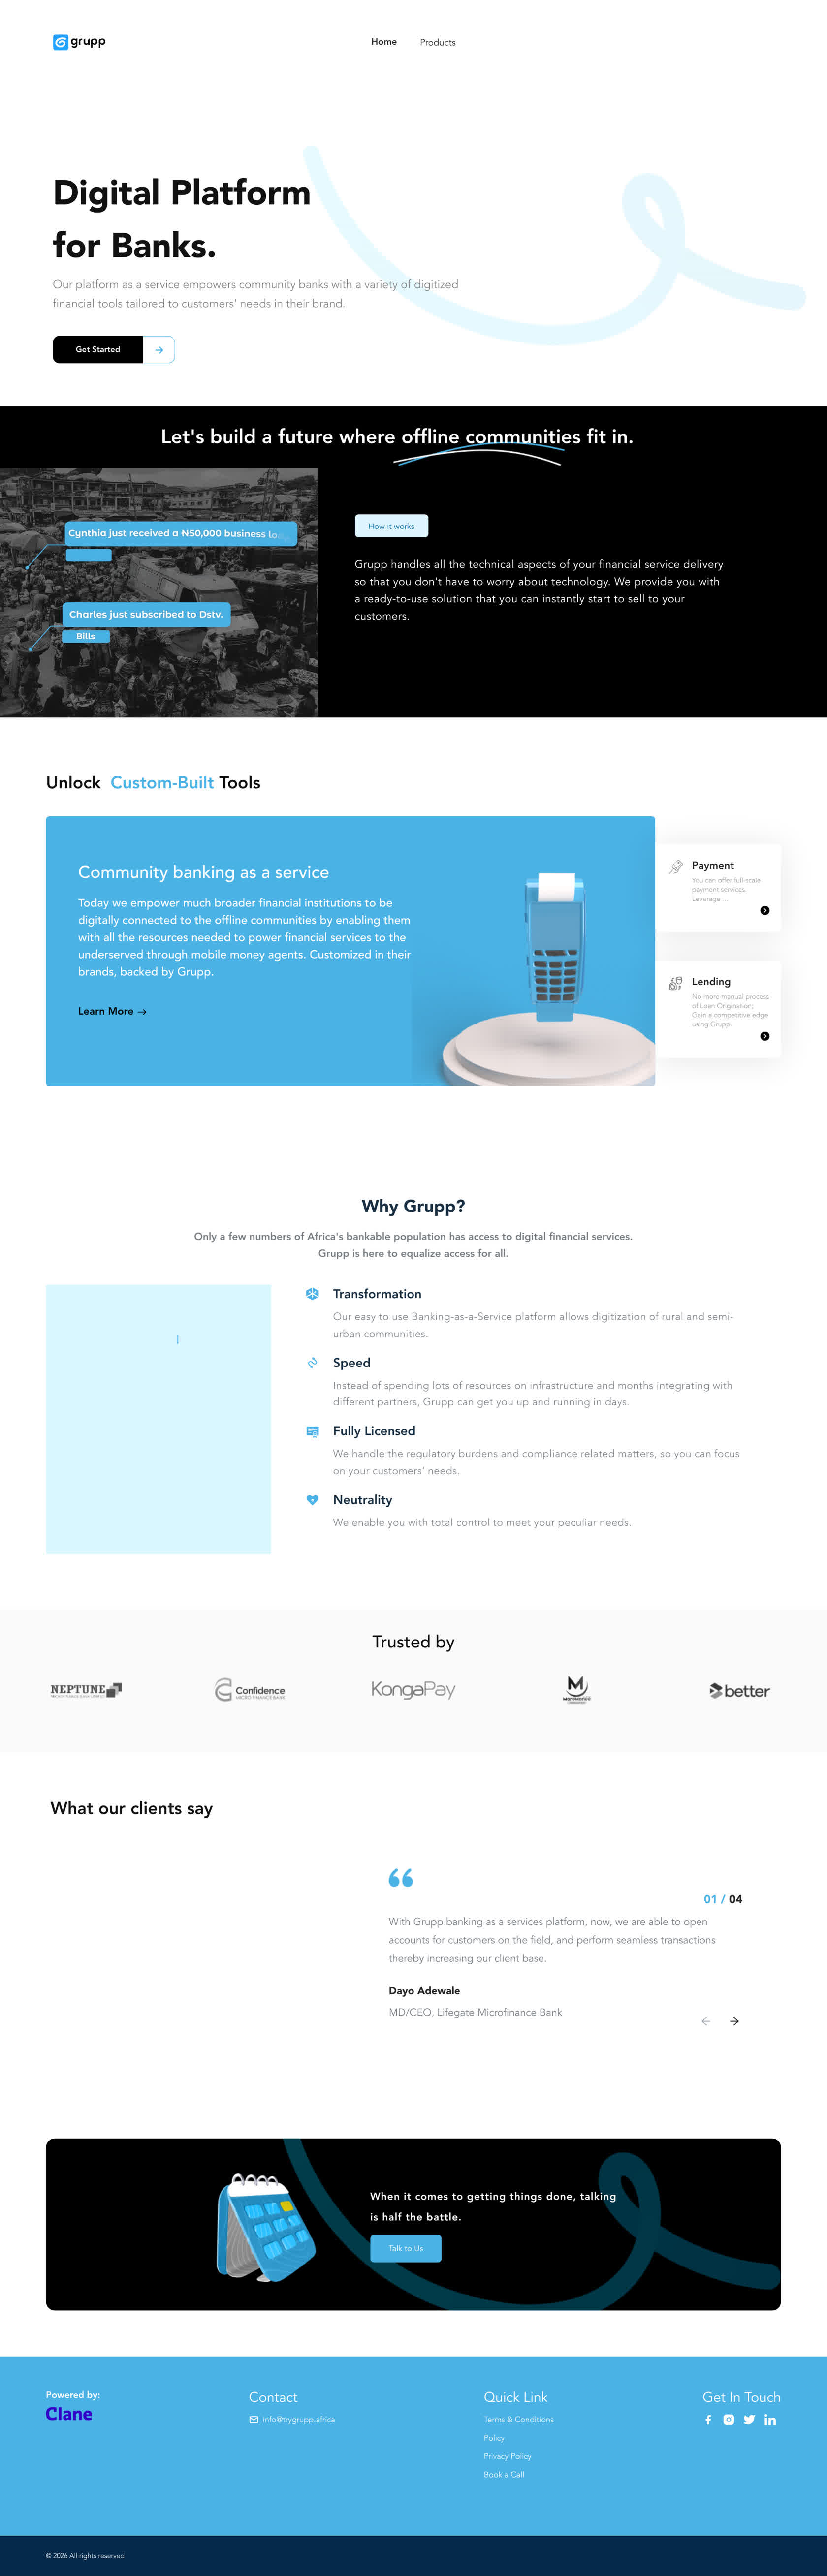 grupp
Home Products
Digital Platform
for Banks.
Our platform as a service empowers community banks with a variety of digitized
financial tools tailored to customers' needs in their brand.
Get Started
Let's build a future where offline communities fit in.
Cynthia just received a ₦50,000 business
Charles just subscribed to Dstv.
Bills
How it works
Grupp handles all the technical aspects of your financial service delivery
so that you don't have to worry about technology. We provide you with
a ready-to-use solution that you can instantly start to sell to your
customers.
Unlock Custom-Built Tools
Community banking as a service
Today we empower much broader financial institutions to be
digitally connected to the offline communities by enabling them
with all the resources needed to power financial services to the
underserved through mobile money agents. Customized in their
brands, backed by Grupp.
Learn More
Payment
You can offer full-scale
payment services.
Leverage ...
Lending
No more manual process
of Loan Origination;
Gain a competitive edge
using Grupp.
Why Grupp?
Only a few numbers of Africa's bankable population has access to digital financial services.
Grupp is here to equalize access for all.
Transformation
Our easy to use Banking-as-a-Service platform allows digitization of rural and semi-
urban communities.
Speed
Instead of spending lots of resources on infrastructure and months integrating with
different partners, Grupp can get you up and running in days.
Fully Licensed
We handle the regulatory burdens and compliance related matters, so you can focus
on your customers' needs.
Neutrality
We enable you with total control to meet your peculiar needs.
Trusted by
NEPTUNE
Confidence
MICRO FINANCE BANK
KongaPay
M
better
What our clients say
01 / 04
With Grupp banking as a services platform, now, we are able to open
accounts for customers on the field, and perform seamless transactions
thereby increasing our client base.
Dayo Adewale
MD/CEO, Lifegate Microfinance Bank
When it comes to getting things done, talking
is half the battle.
Talk to Us
Powered by:
Clane
Contact
info@trygrupp.africa
Quick Link
Terms & Conditions
Policy
Privacy Policy
Book a Call
Get In Touch
© 2026 All rights reserved